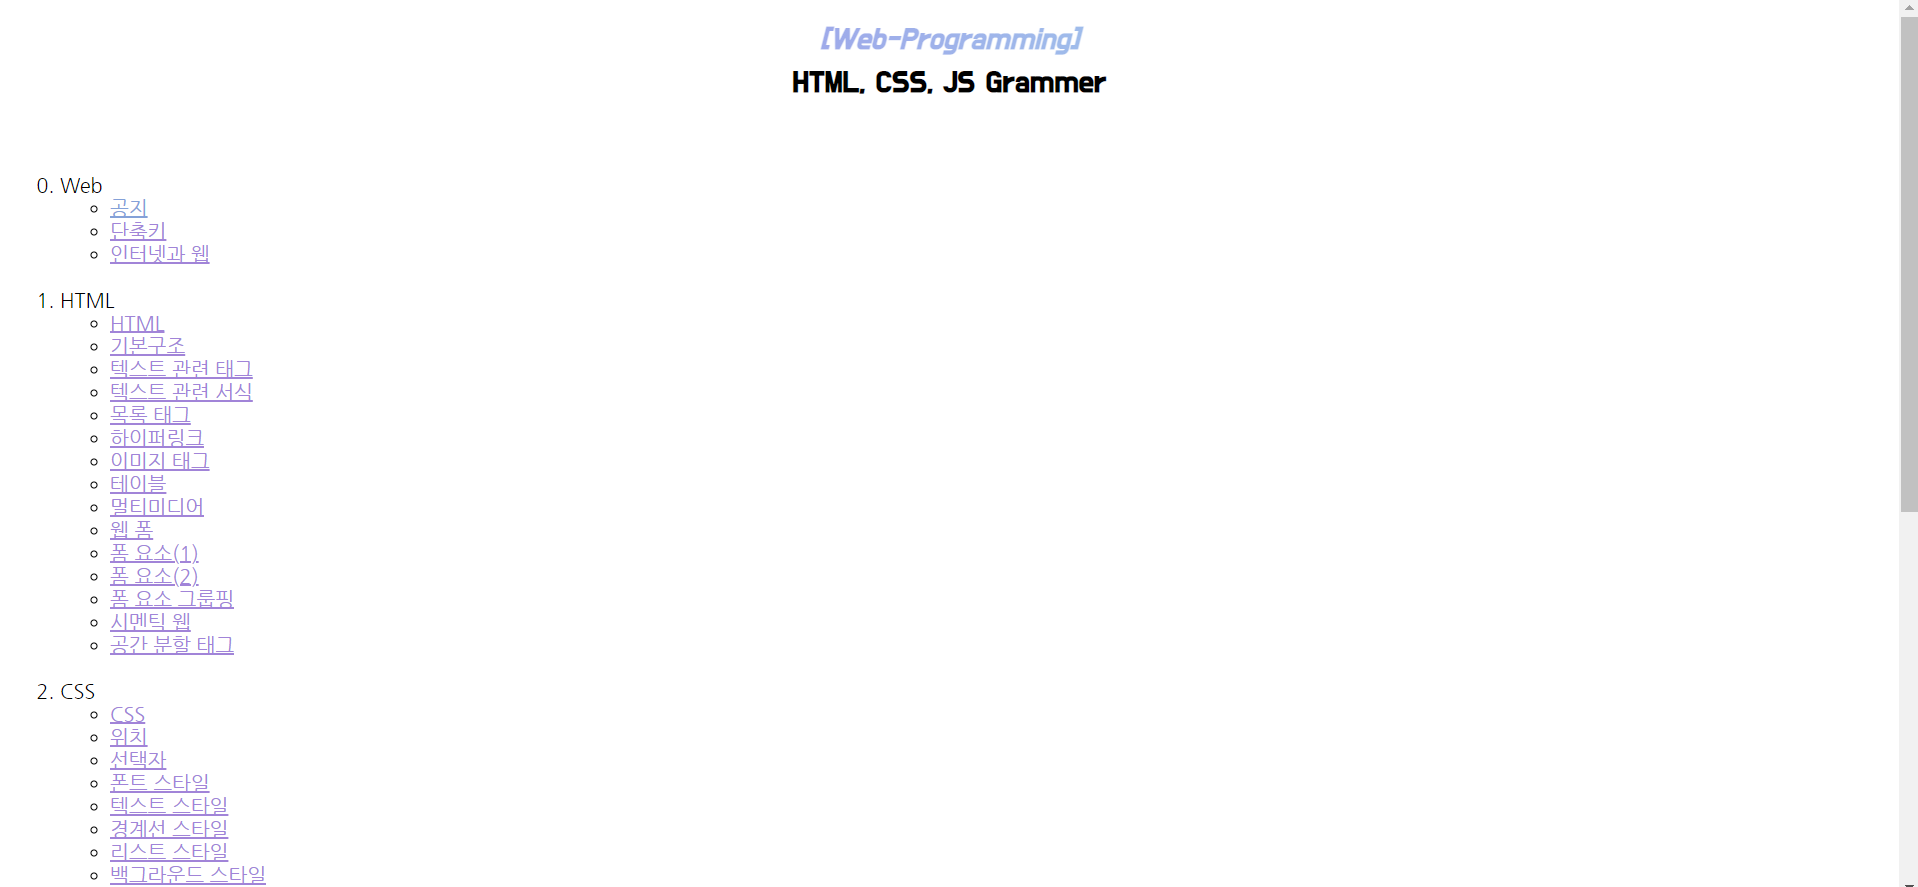 [Web-Programming]
HTML, CSS, JS Grammer
0. Web
공지
단축키
인터넷과 웹
1. HTML
HTML
기본구조
텍스트 관련 태그
텍스트 관련 서식
목록 태그
하이퍼링크
이미지 태그
테이블
멀티미디어
웹 폼
폼 요소(1)
폼 요소(2)
폼 요소 그룹핑
시멘틱 웹
공간 분할 태그
2. CSS
CSS
위치
선택자
폰트 스타일
텍스트 스타일
경계선 스타일
리스트 스타일
백그라운드 스타일